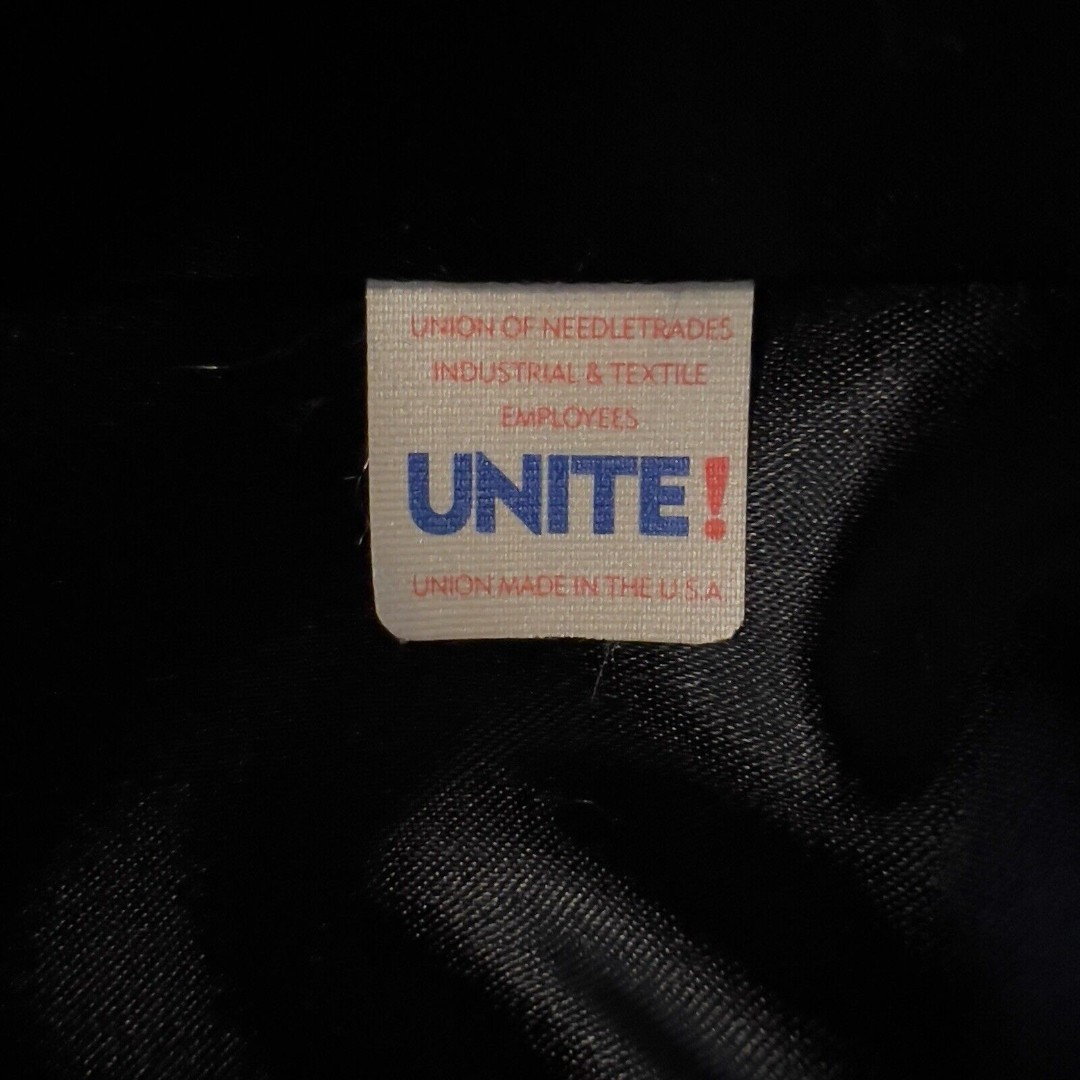 UNION OF NEEDLETRADES
INDUSTRIAL & TEXTILE
EMPLOYEES
UNITE!
UNION MADE IN THE U.S.A